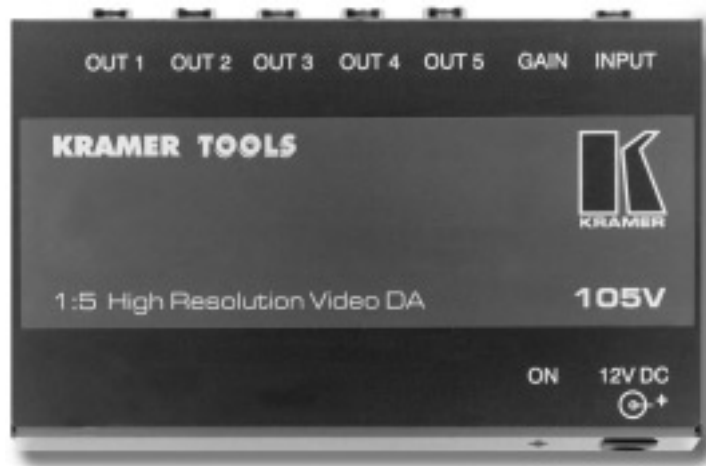 OUT 1 OUT 2 OUT 3 OUT 4 OUT 5 GAIN INPUT
KRAMER TOOLS
K
KRAMER
1:5 High Resolution Video DA 105V
ON 12V DC
+